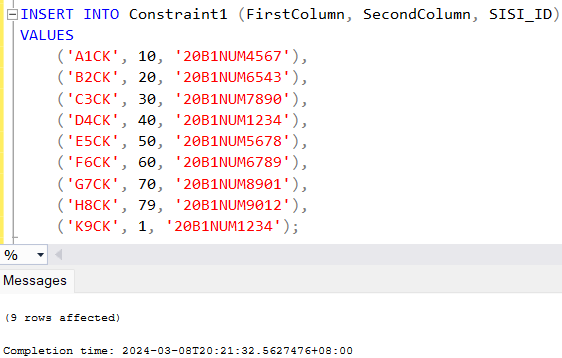 INSERT INTO Constraint1 (FirstColumn, SecondColumn, SISI_ID)
VALUES
('A1CK', 10, '20B1NUM4567'),
('B2CK', 20, '20B1NUM6543'),
('C3CK', 30, '20B1NUM7890'),
('D4CK', 40, '20B1NUM1234'),
('E5CK', 50, '20B1NUM5678'),
('F6CK', 60, '20B1NUM6789'),
('G7CK', 70, '20B1NUM8901'),
('H8CK', 79, '20B1NUM9012'),
('K9CK', 1, '20B1NUM1234');
%
Messages
(9 rows affected)
Completion time: 2024-03-08T20:21:32.5627476+08:00